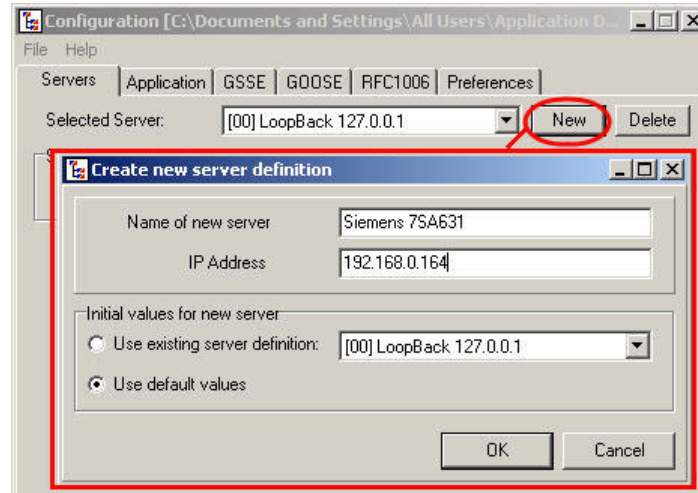 Configuration [C:\Documents and Settings\All Users\Application D...
File Help
Servers Application GSSE GOOSE RFC1006 Preferences
Selected Server: [00] LoopBack 127.0.0.1 New Delete
S
Create new server definition
Name of new server Siemens 7SA631
IP Address 192.168.0.164
Initial values for new server
Use existing server definition: [00] LoopBack 127.0.0.1
Use default values
OK Cancel